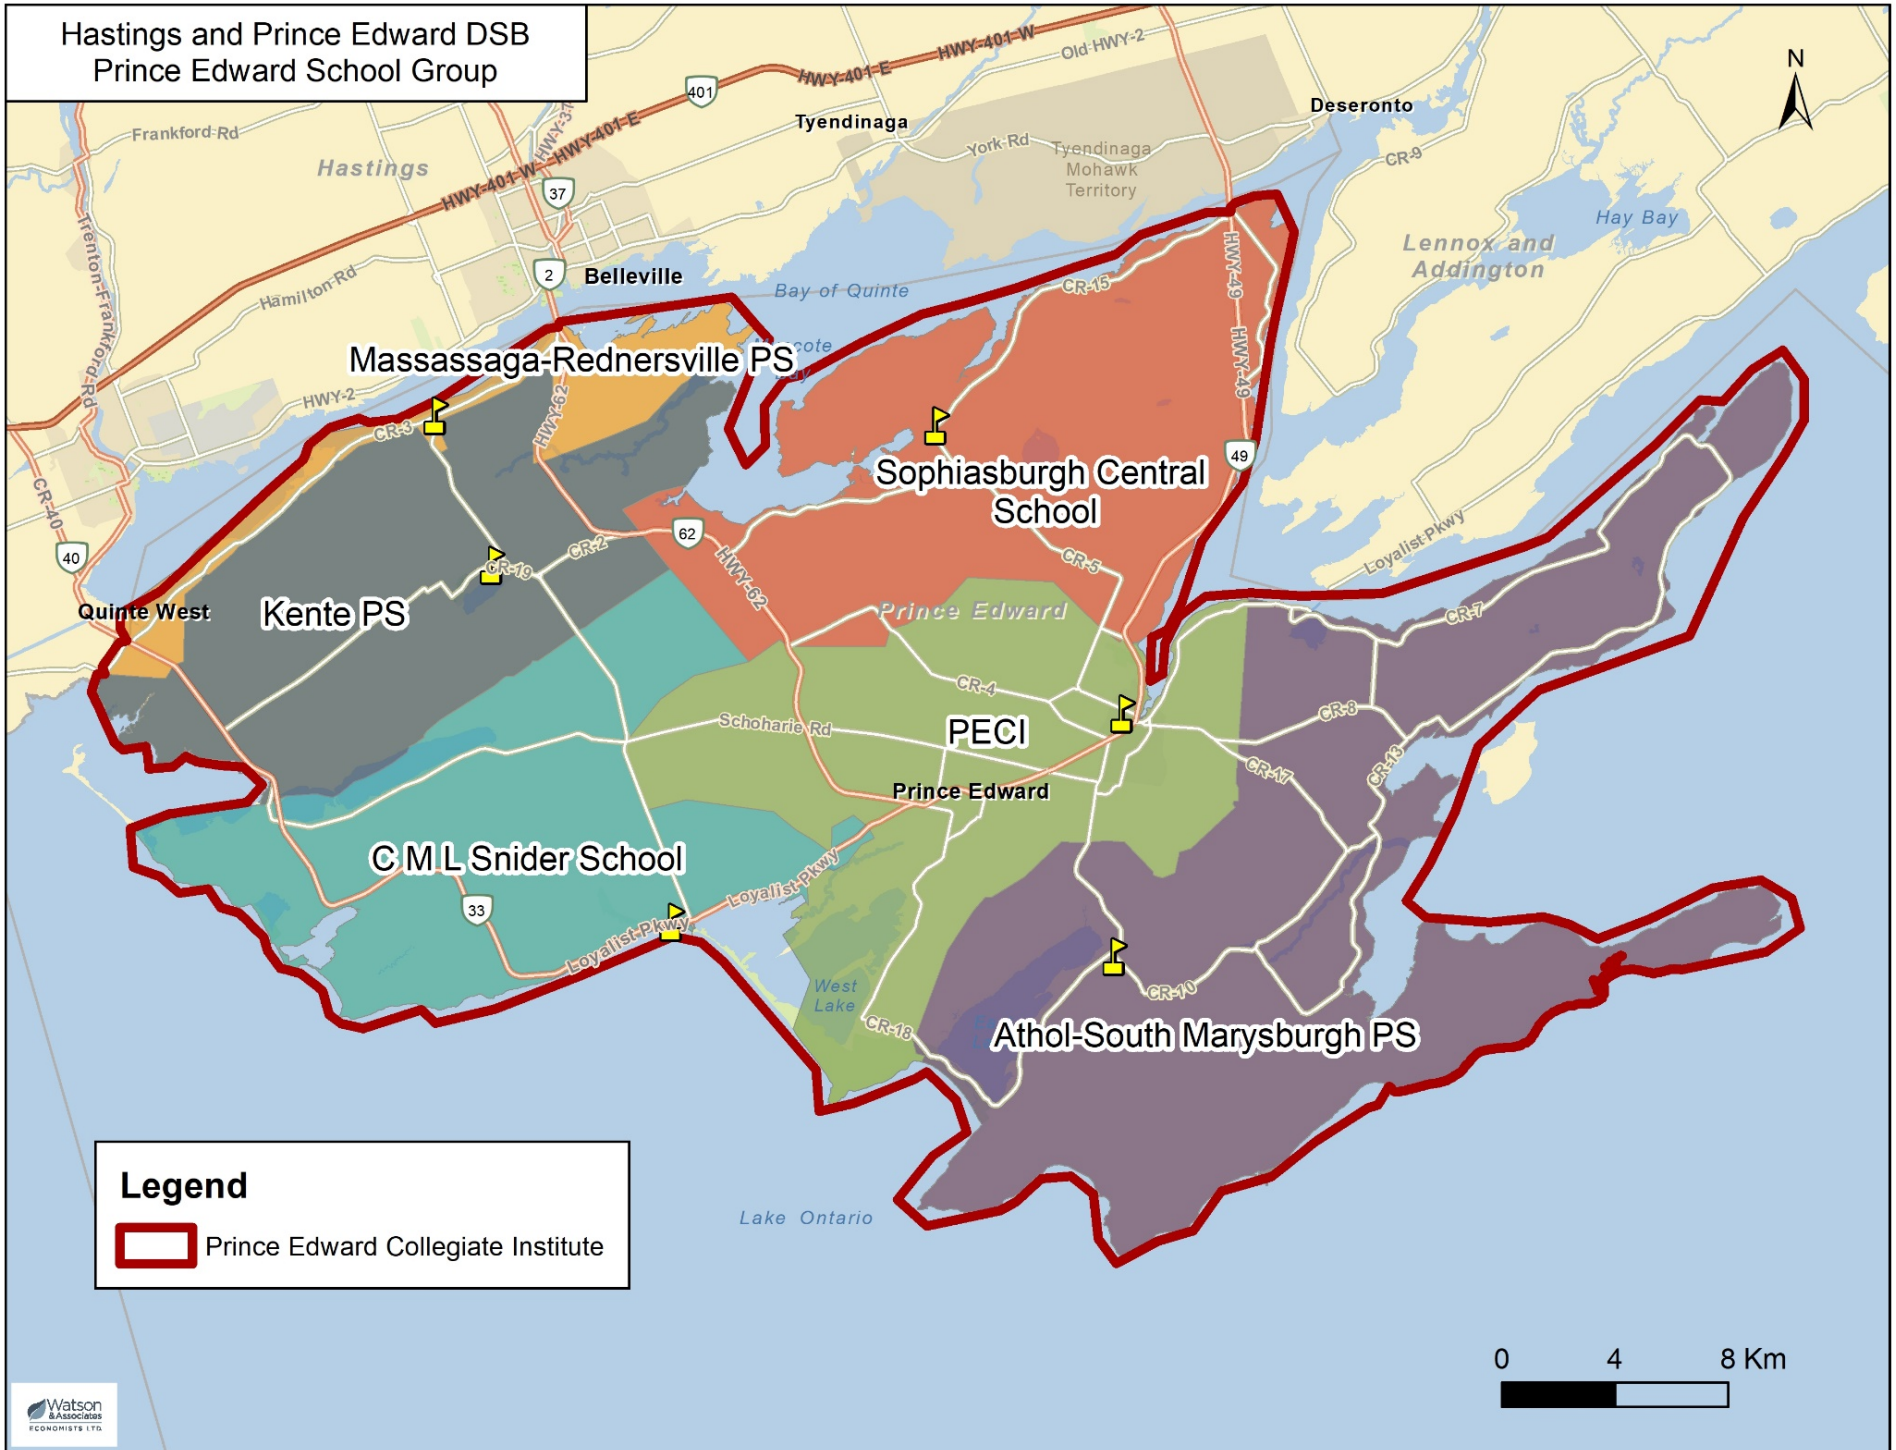 Hastings and Prince Edward DSB
Prince Edward School Group
HWY-401 W
HWY-401 E
Old HWY-2
N
401
Deseronto
Tyendinaga
Frankford Rd
HWY-37
HWY-401 E
York Rd
Tyendinaga
Mohawk
Territory
CR-9
Hastings
HWY-401 W
37
Hay Bay
Trenton-Frankford Rd
Lennox and
Addington
2
Belleville
HWY-49
Hamilton Rd
Bay of Quinte
CR-15
Massassaga-Rednersville PS
HWY-49
HWY-2
HWY-62
CR-3
49
Sophiasburgh Central
School
CR-40
62
Loyalist Pkwy
40
CR-2
CR-19
CR-5
HWY-62
Quinte West
Kente PS
Prince Edward
CR-7
CR-4
CR-8
Schoharie Rd
PECI
CR-17
CR-13
Prince Edward
C M L Snider School
Loyalist Pkwy
33
Loyalist Pkwy
West
Lake
CR-10
CR-18
Athol-South Marysburgh PS
Legend
Lake Ontario
Prince Edward Collegiate Institute
0 4 8 Km
Watson
& Associates
ECONOMISTS LTD.